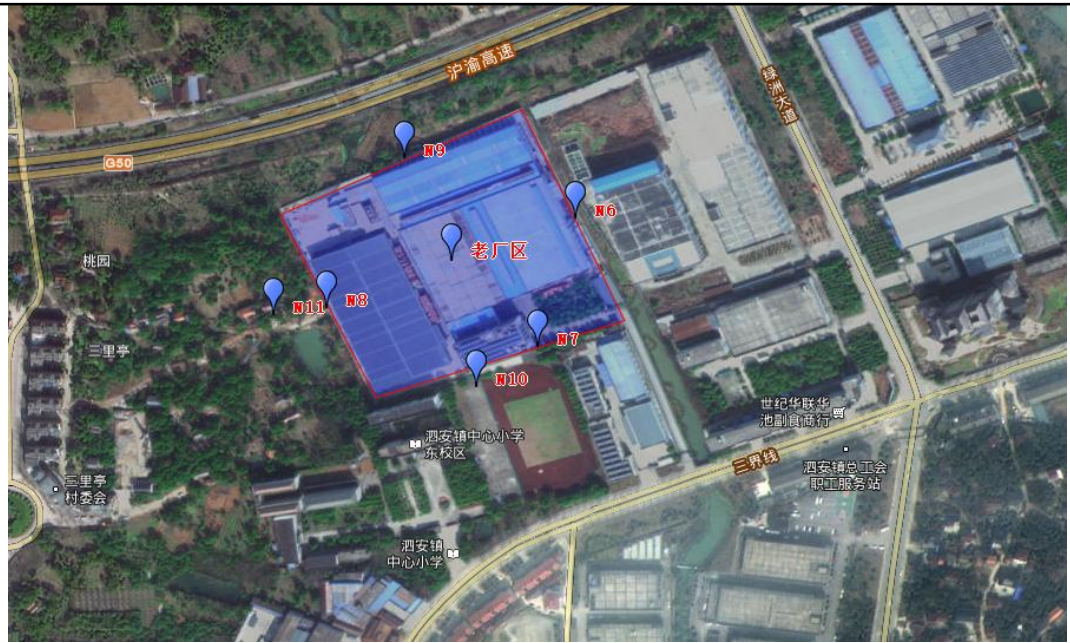 沪渝高速
绿洲大道
G50
N9
N6
老厂区
桃园
N11
N8
N7
三里亭
N10
世纪华联华
池副食商行
泗安镇中心小学
东校区
三界线
泗安镇总工会
职工服务站
三里亭
村委会
泗安镇
中心小学